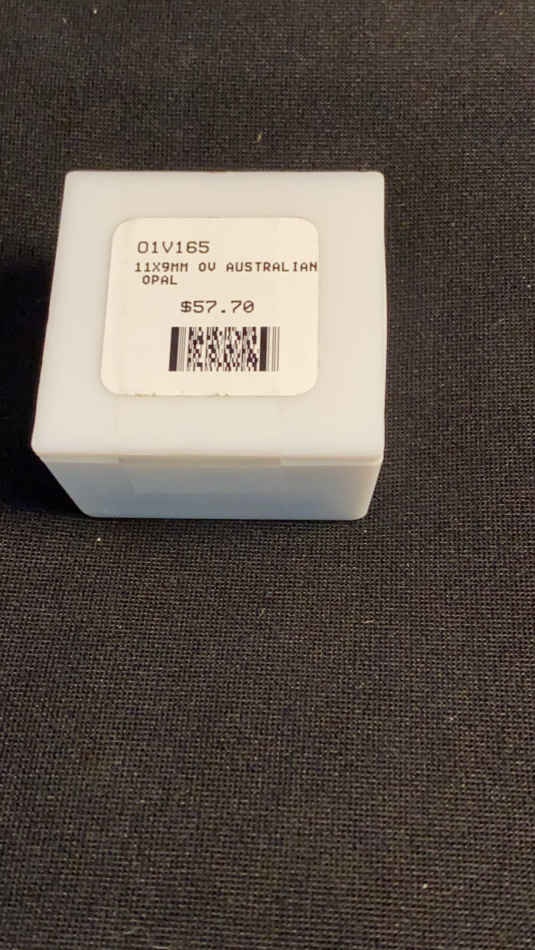 01V165
11X9MM OV AUSTRALIAN
OPAL
$57.70